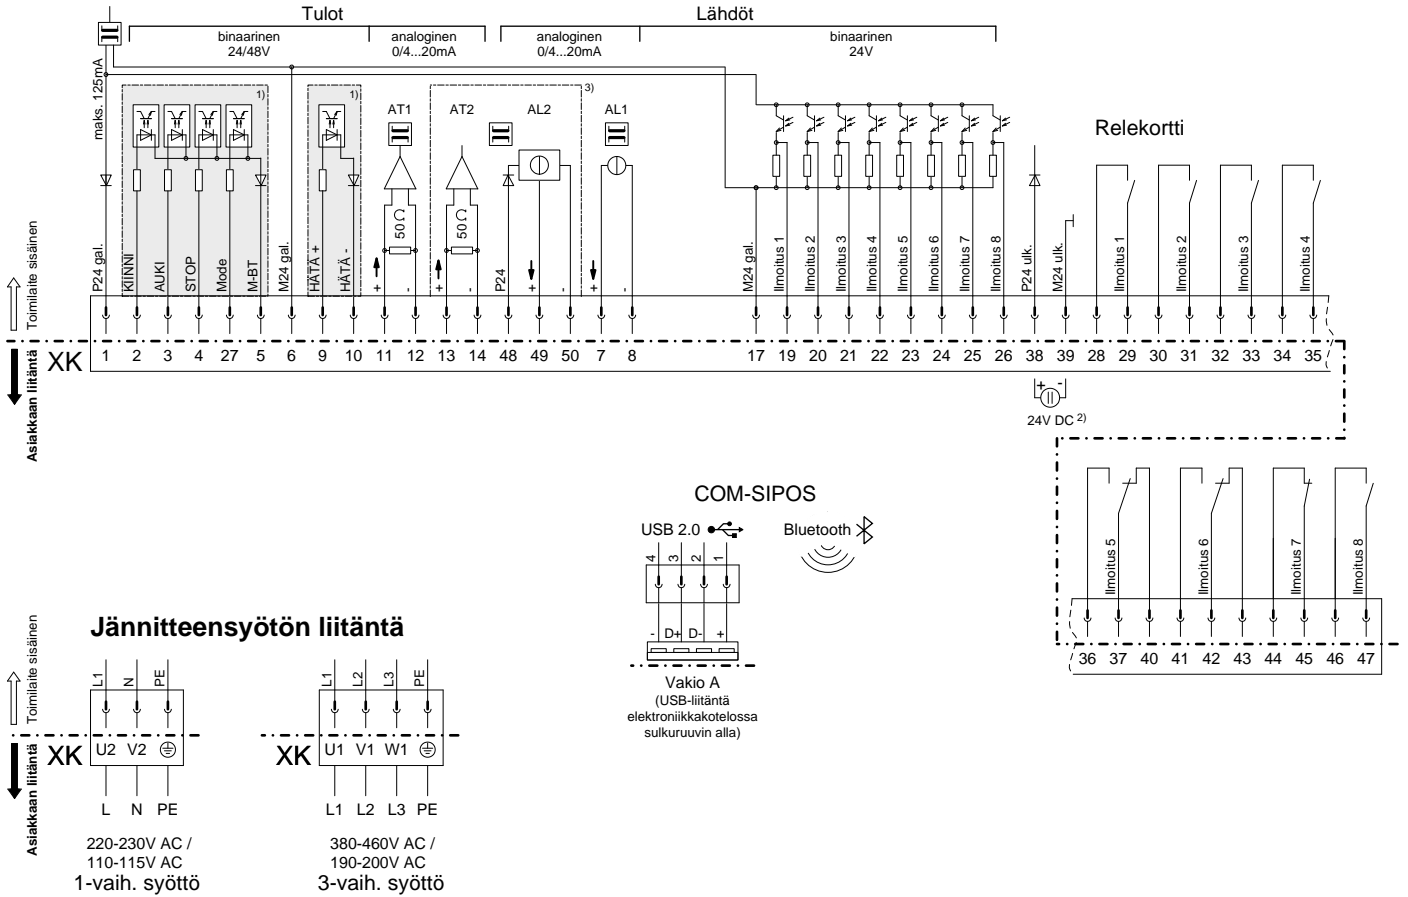 Tulot
Lähdöt
binaarinen
24/48V
analoginen
0/4...20mA
analoginen
0/4...20mA
binaarinen
24V
maks. 125mA
1)
1)
3)
AT1
AT2
AL2
AL1
Relekortti
50 Ω
50 Ω
P24 gal.
KIINNI
AUKI
STOP
Mode
M-BT
M24 gal.
HÄTÄ +
HÄTÄ -
+
-
+
-
P24
+
-
+
-
M24 gal.
Ilmoitus 1
Ilmoitus 2
Ilmoitus 3
Ilmoitus 4
Ilmoitus 5
Ilmoitus 6
Ilmoitus 7
Ilmoitus 8
P24 ulk.
M24 ulk.
Ilmoitus 1
Ilmoitus 2
Ilmoitus 3
Ilmoitus 4
Toimilaite sisäinen
Asiakkaan liitäntä
XK
1 2 3 4 27 5 6 9 10 11 12 13 14 48 49 50 7 8 17 19 20 21 22 23 24 25 26 38 39 28 29 30 31 32 33 34 35
+ -
24V DC 2)
COM-SIPOS
USB 2.0
Bluetooth
4 3 2 1
- D+ D- +
Vakio A
(USB-liitäntä
elektroniikkakotelossa
sulkuruuvin alla)
Ilmoitus 5
Ilmoitus 6
Ilmoitus 7
Ilmoitus 8
36 37 40 41 42 43 44 45 46 47
Jännitteensyötön liitäntä
Toimilaite sisäinen
Asiakkaan liitäntä
L1 N PE
XK
U2 V2
L N PE
220-230V AC /
110-115V AC
1-vaih. syöttö
L1 L2 L3 PE
XK
U1 V1 W1
L1 L2 L3 PE
380-460V AC /
190-200V AC
3-vaih. syöttö